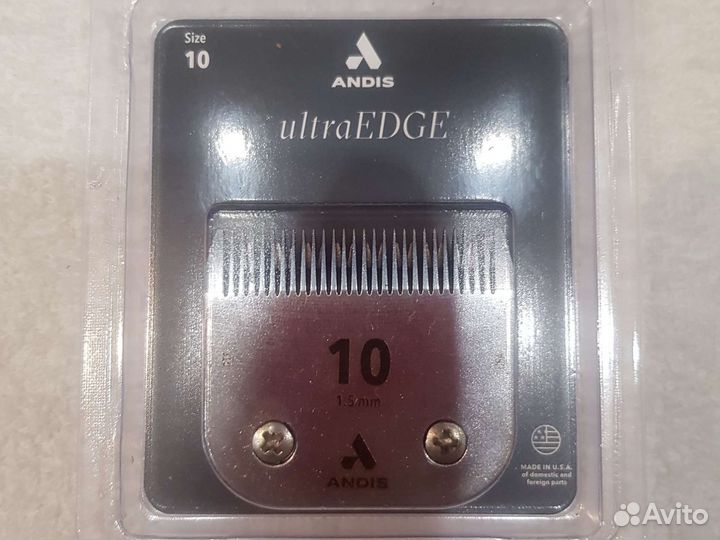 Size
10
ANDIS
ultraEDGE
10
1.5mm
ANDIS
MADE IN U.S.A.
of domestic and
foreign parts
Avito